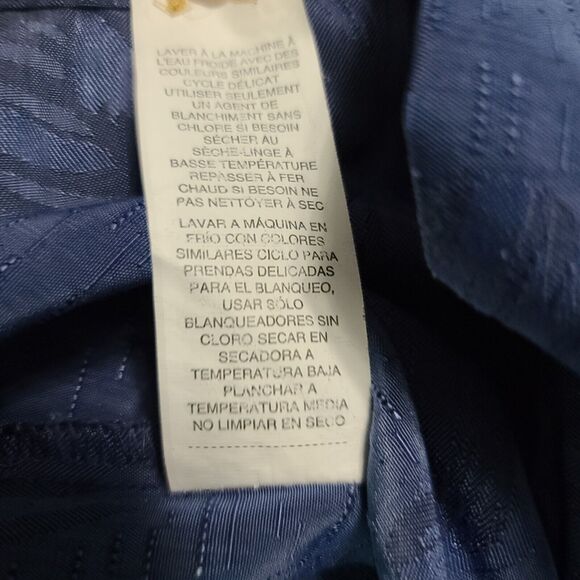 LAVER À LA MACHINE À
L'EAU FROIDE AVEC DES
COULEURS SIMILAIRES
CYCLE DÉLICAT
UTILISER SEULEMENT
UN AGENT DE
BLANCHIMENT SANS
CHLORE SI BESOIN
SÉCHER AU
SÈCHE-LINGE À
BASSE TEMPÉRATURE
REPASSER À FER
CHAUD SI BESOIN NE
PAS NETTOYER À SEC
LAVAR A MÁQUINA EN
FRÍO CON COLORES
SIMILARES CICLO PARA
PRENDAS DELICADAS
PARA EL BLANQUEO,
USAR SÓLO
BLANQUEADORES SIN
CLORO SECAR EN
SECADORA A
TEMPERATURA BAJA
PLANCHAR A
TEMPERATURA MEDIA
NO LIMPIAR EN SECO